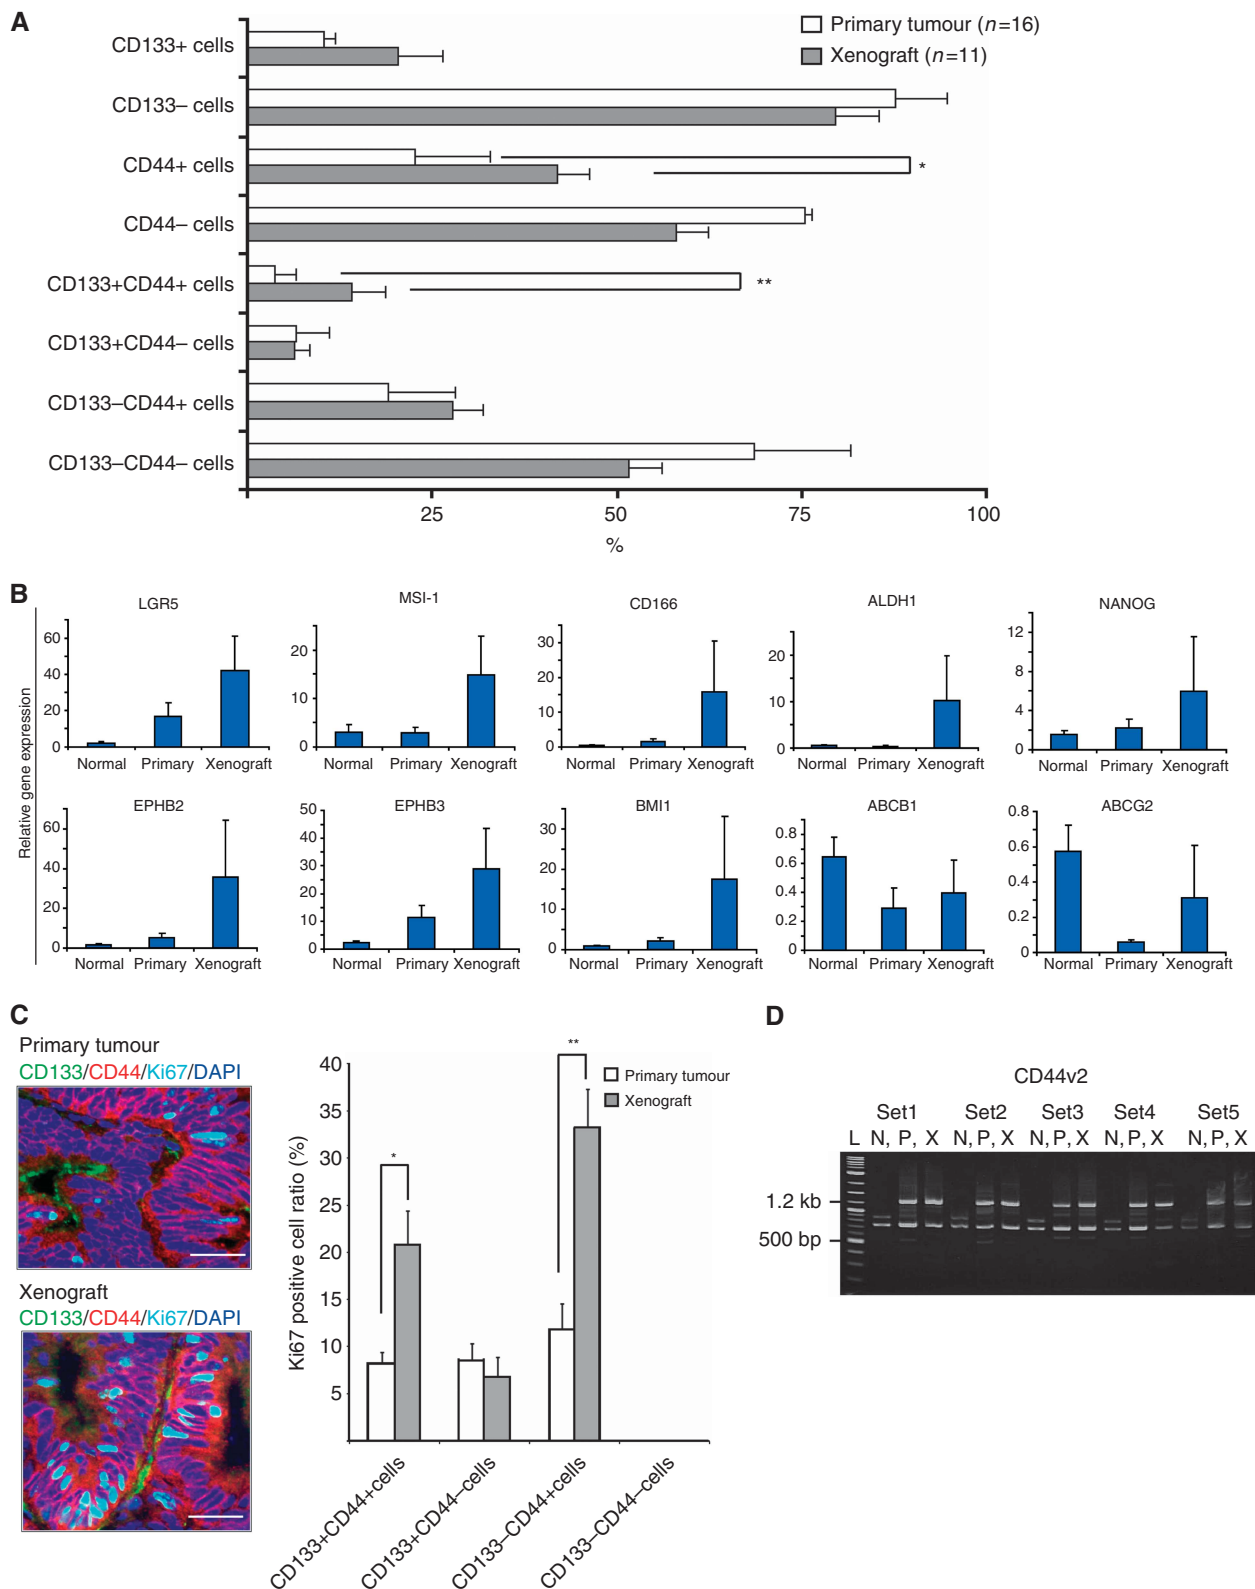 A
Primary tumour (n=16)
Xenograft (n=11)
CD133+ cells
CD133– cells
CD44+ cells
*
CD44– cells
CD133+CD44+ cells
**
CD133+CD44– cells
CD133–CD44+ cells
CD133–CD44– cells
25 50 75 100
%
B
Relative gene expression
LGR5
60
40
20
0
Normal Primary Xenograft
MSI-1
20
10
0
Normal Primary Xenograft
CD166
30
20
10
0
Normal Primary Xenograft
ALDH1
20
10
0
Normal Primary Xenograft
NANOG
12
8
4
0
Normal Primary Xenograft
EPHB2
60
40
20
0
Normal Primary Xenograft
EPHB3
50
40
30
20
10
0
Normal Primary Xenograft
BMI1
30
20
10
0
Normal Primary Xenograft
ABCB1
0.8
0.6
0.4
0.2
0
Normal Primary Xenograft
ABCG2
0.8
0.6
0.4
0.2
0
Normal Primary Xenograft
C
Primary tumour
CD133/CD44/Ki67/DAPI
Xenograft
CD133/CD44/Ki67/DAPI
Ki67 positive cell ratio (%)
40
35
30
25
20
15
10
5
*
**
Primary tumour
Xenograft
CD133+CD44+cells
CD133+CD44–cells
CD133–CD44+cells
CD133–CD44–cells
D
CD44v2
Set1 Set2 Set3 Set4 Set5
L N, P, X N, P, X N, P, X N, P, X N, P, X
1.2 kb
500 bp